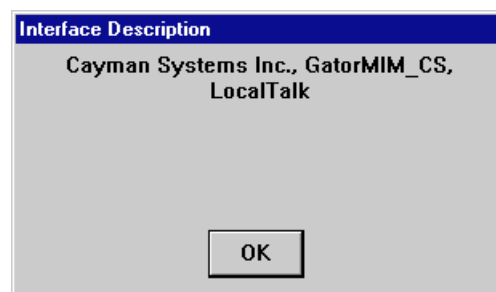 Interface Description
Cayman Systems Inc., GatorMIM_CS,
LocalTalk
OK